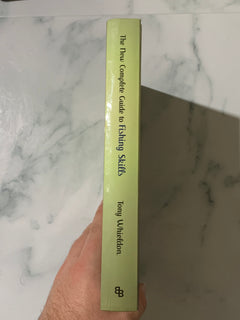 The New Complete Guide to Fishing Skills
Tony Whieldon